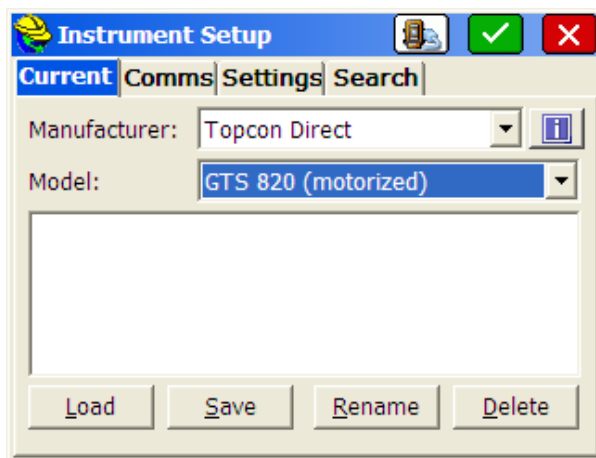 Instrument Setup
Current Comms Settings Search
Manufacturer: Topcon Direct
Model: GTS 820 (motorized)
Load Save Rename Delete